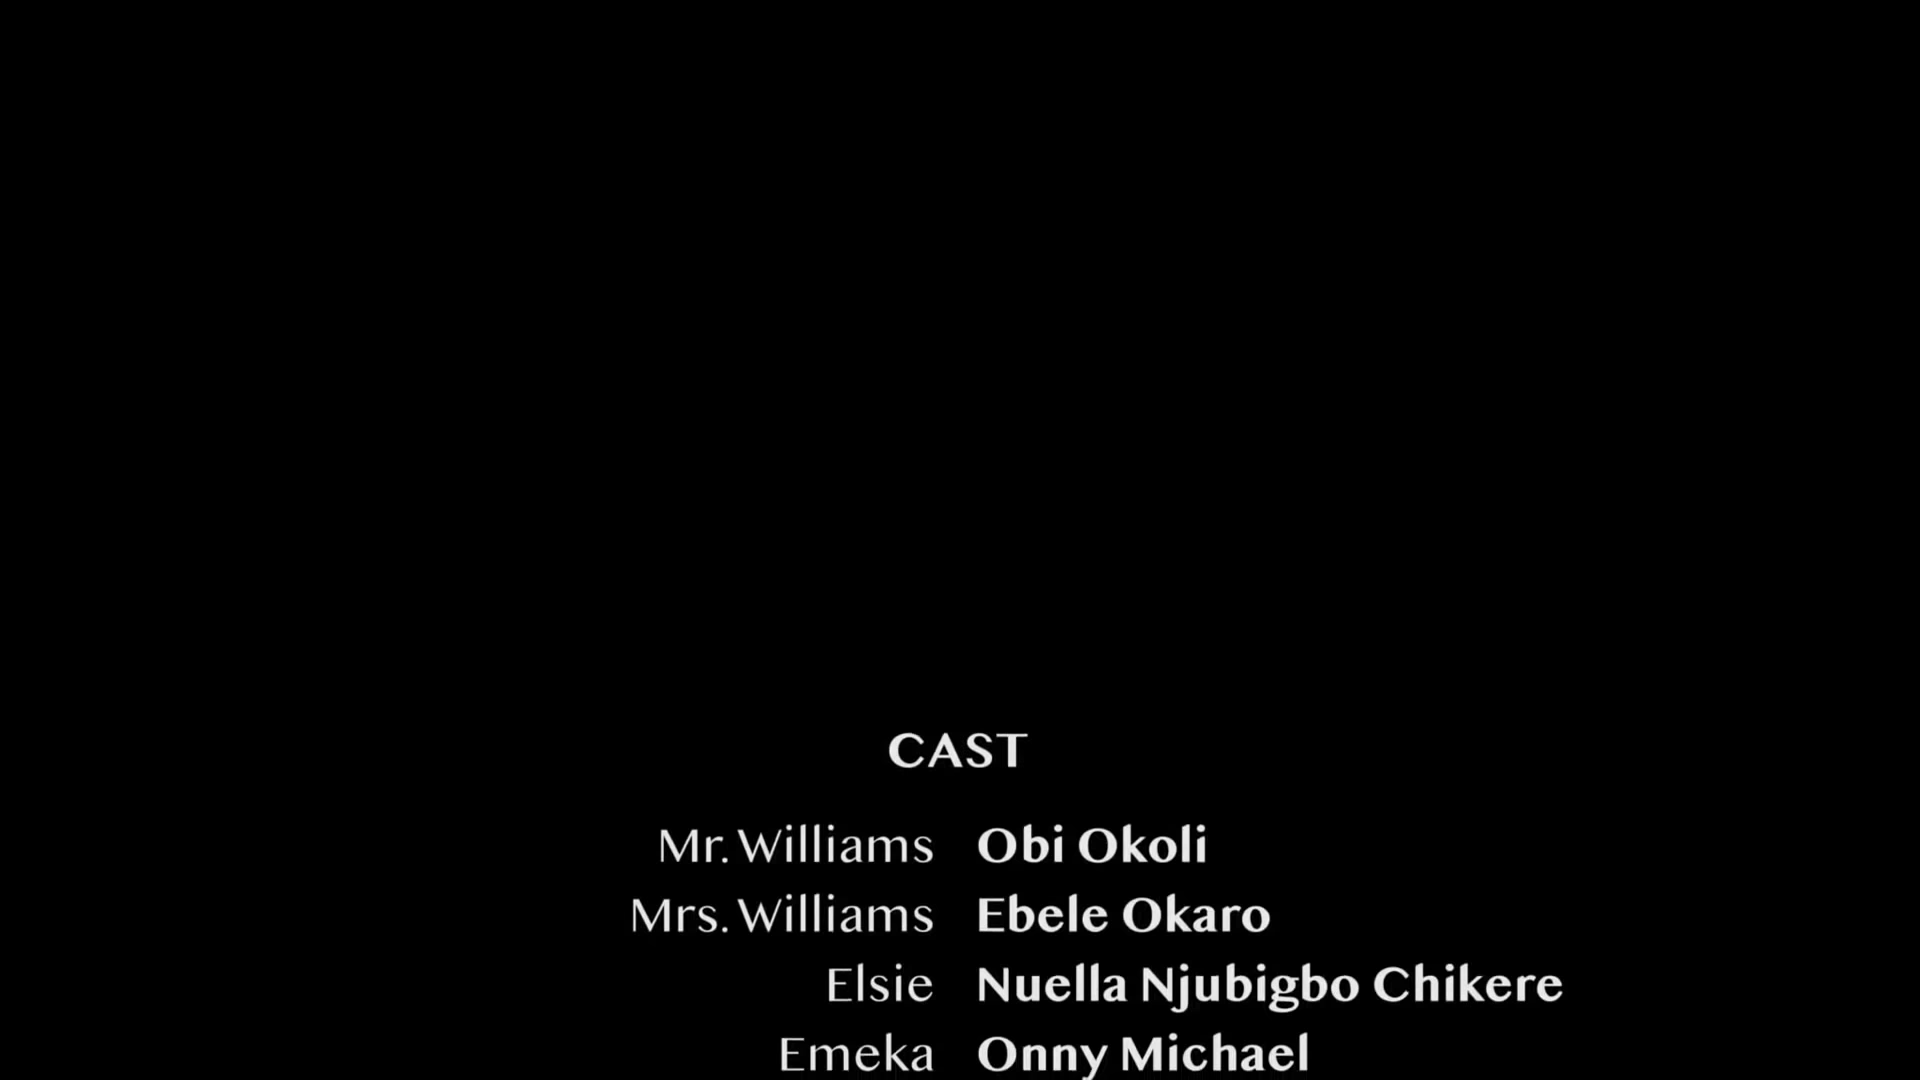 CAST
Mr. Williams Obi Okoli
Mrs. Williams Ebele Okaro
Elsie Nuella Njubigbo Chikere
Emeka Onny Michael